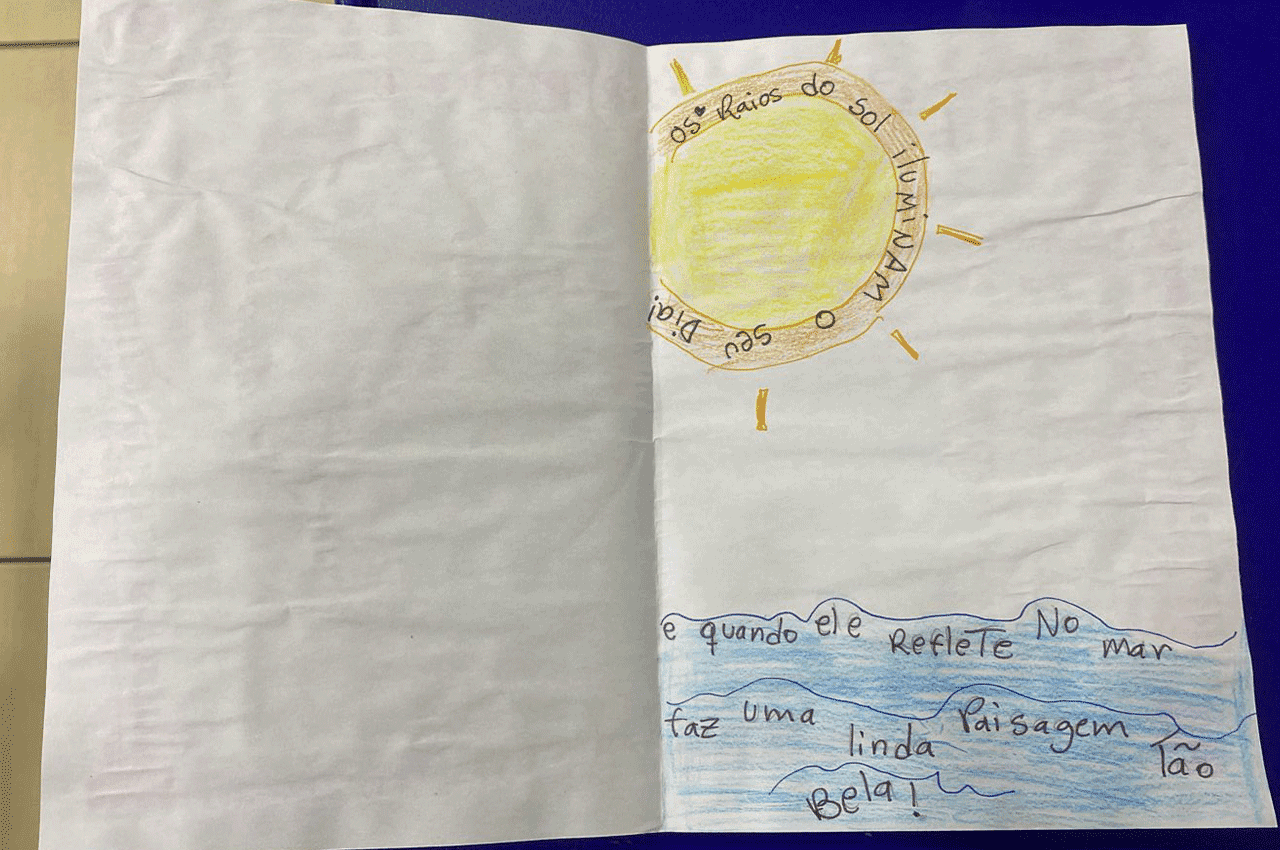 Os Raios do Sol ilUMiNAM O seu Dia!
e quando ele RefleTe No mar
faz uma linda Paisagem Tão
Bela!